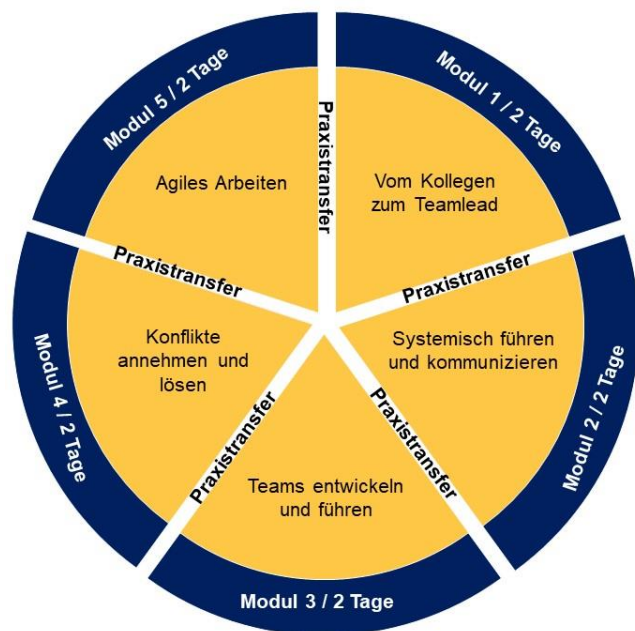 Modul 1 / 2 Tage
Vom Kollegen
zum Teamlead
Praxistransfer
Modul 2 / 2 Tage
Systemisch führen
und kommunizieren
Praxistransfer
Modul 3 / 2 Tage
Teams entwickeln
und führen
Praxistransfer
Modul 4 / 2 Tage
Konflikte
annehmen und
lösen
Praxistransfer
Modul 5 / 2 Tage
Agiles Arbeiten
Praxistransfer